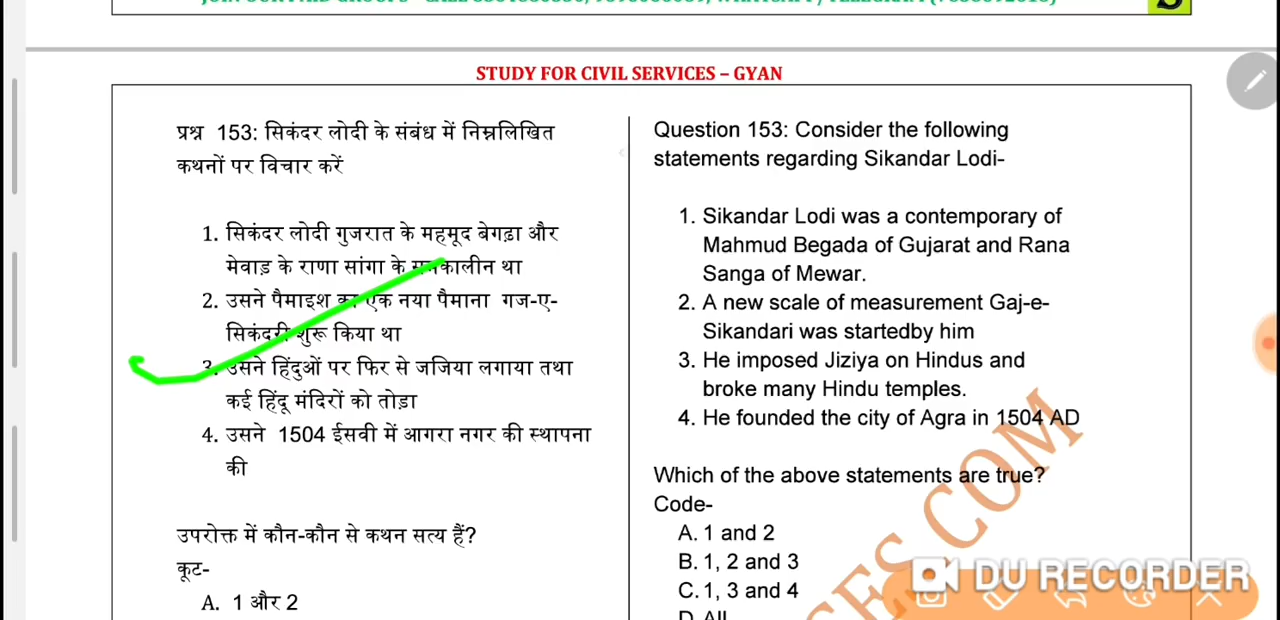 STUDY FOR CIVIL SERVICES – GYAN
प्रश्न 153: सिकंदर लोदी के संबंध में निम्नलिखित
कथनों पर विचार करें
1. सिकंदर लोदी गुजरात के महमूद बेगड़ा और
मेवाड़ के राणा सांगा के समकालीन था
2. उसने पैमाइश का एक नया पैमाना गज-ए-
सिकंदरी शुरू किया था
3. उसने हिंदुओं पर फिर से जजिया लगाया तथा
कई हिंदू मंदिरों को तोड़ा
4. उसने 1504 ईसवी में आगरा नगर की स्थापना
की
उपरोक्त में कौन-कौन से कथन सत्य हैं?
कूट-
A. 1 और 2
Question 153: Consider the following
statements regarding Sikandar Lodi-
1. Sikandar Lodi was a contemporary of
Mahmud Begada of Gujarat and Rana
Sanga of Mewar.
2. A new scale of measurement Gaj-e-
Sikandari was startedby him
3. He imposed Jiziya on Hindus and
broke many Hindu temples.
4. He founded the city of Agra in 1504 AD
Which of the above statements are true?
Code-
A. 1 and 2
B. 1, 2 and 3
C. 1, 3 and 4
D. All
DU RECORDER